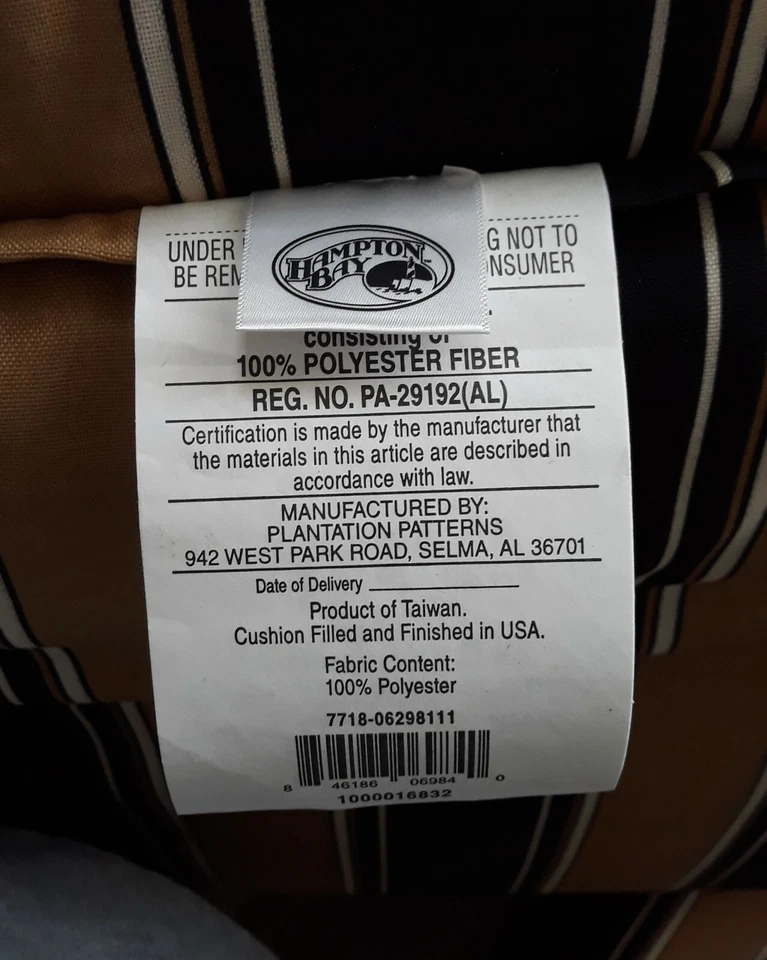 UNDER
G NOT TO
BE REM
NSUMER
HAMPTON
BAY
consisting of
100% POLYESTER FIBER
REG. NO. PA-29192(AL)
Certification is made by the manufacturer that
the materials in this article are described in
accordance with law.
MANUFACTURED BY:
PLANTATION PATTERNS
942 WEST PARK ROAD, SELMA, AL 36701
Date of Delivery
Product of Taiwan.
Cushion Filled and Finished in USA.
Fabric Content:
100% Polyester
7718-06298111
8 46186 06984 0
1000016832